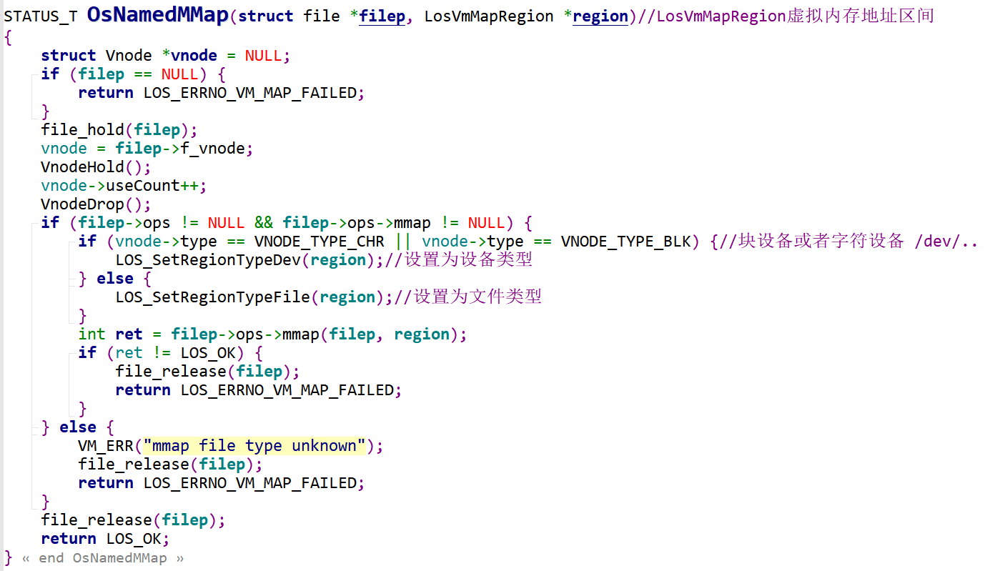 STATUS_T OsNamedMMap(struct file *filep, LosVmMapRegion *region)//LosVmMapRegion虚拟内存地址区间
{
    struct Vnode *vnode = NULL;
    if (filep == NULL) {
        return LOS_ERRNO_VM_MAP_FAILED;
    }
    file_hold(filep);
    vnode = filep->f_vnode;
    VnodeHold();
    vnode->useCount++;
    VnodeDrop();
    if (filep->ops != NULL && filep->ops->mmap != NULL) {
        if (vnode->type == VNODE_TYPE_CHR || vnode->type == VNODE_TYPE_BLK) {//块设备或者字符设备 /dev/..
            LOS_SetRegionTypeDev(region);//设置为设备类型
        } else {
            LOS_SetRegionTypeFile(region);//设置为文件类型
        }
        int ret = filep->ops->mmap(filep, region);
        if (ret != LOS_OK) {
            file_release(filep);
            return LOS_ERRNO_VM_MAP_FAILED;
        }
    } else {
        VM_ERR("mmap file type unknown");
        file_release(filep);
        return LOS_ERRNO_VM_MAP_FAILED;
    }
    file_release(filep);
    return LOS_OK;
} « end OsNamedMMap »